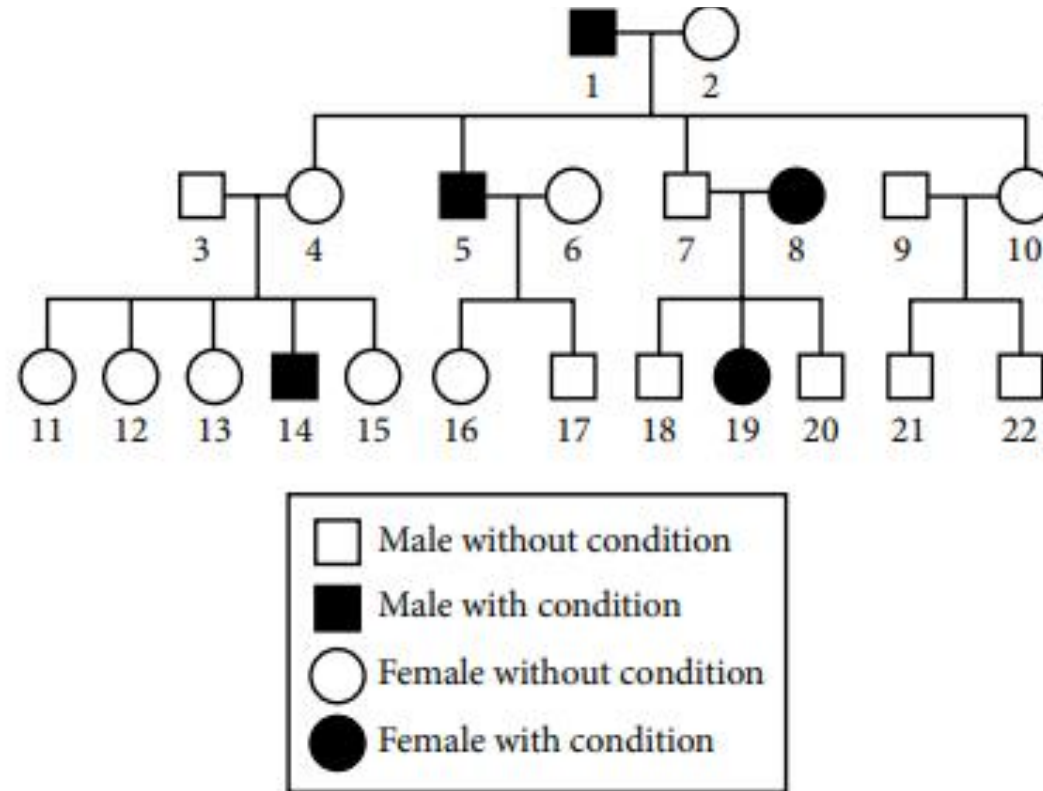 1 2
3 4 5 6 7 8 9 10
11 12 13 14 15 16 17 18 19 20 21 22
Male without condition
Male with condition
Female without condition
Female with condition